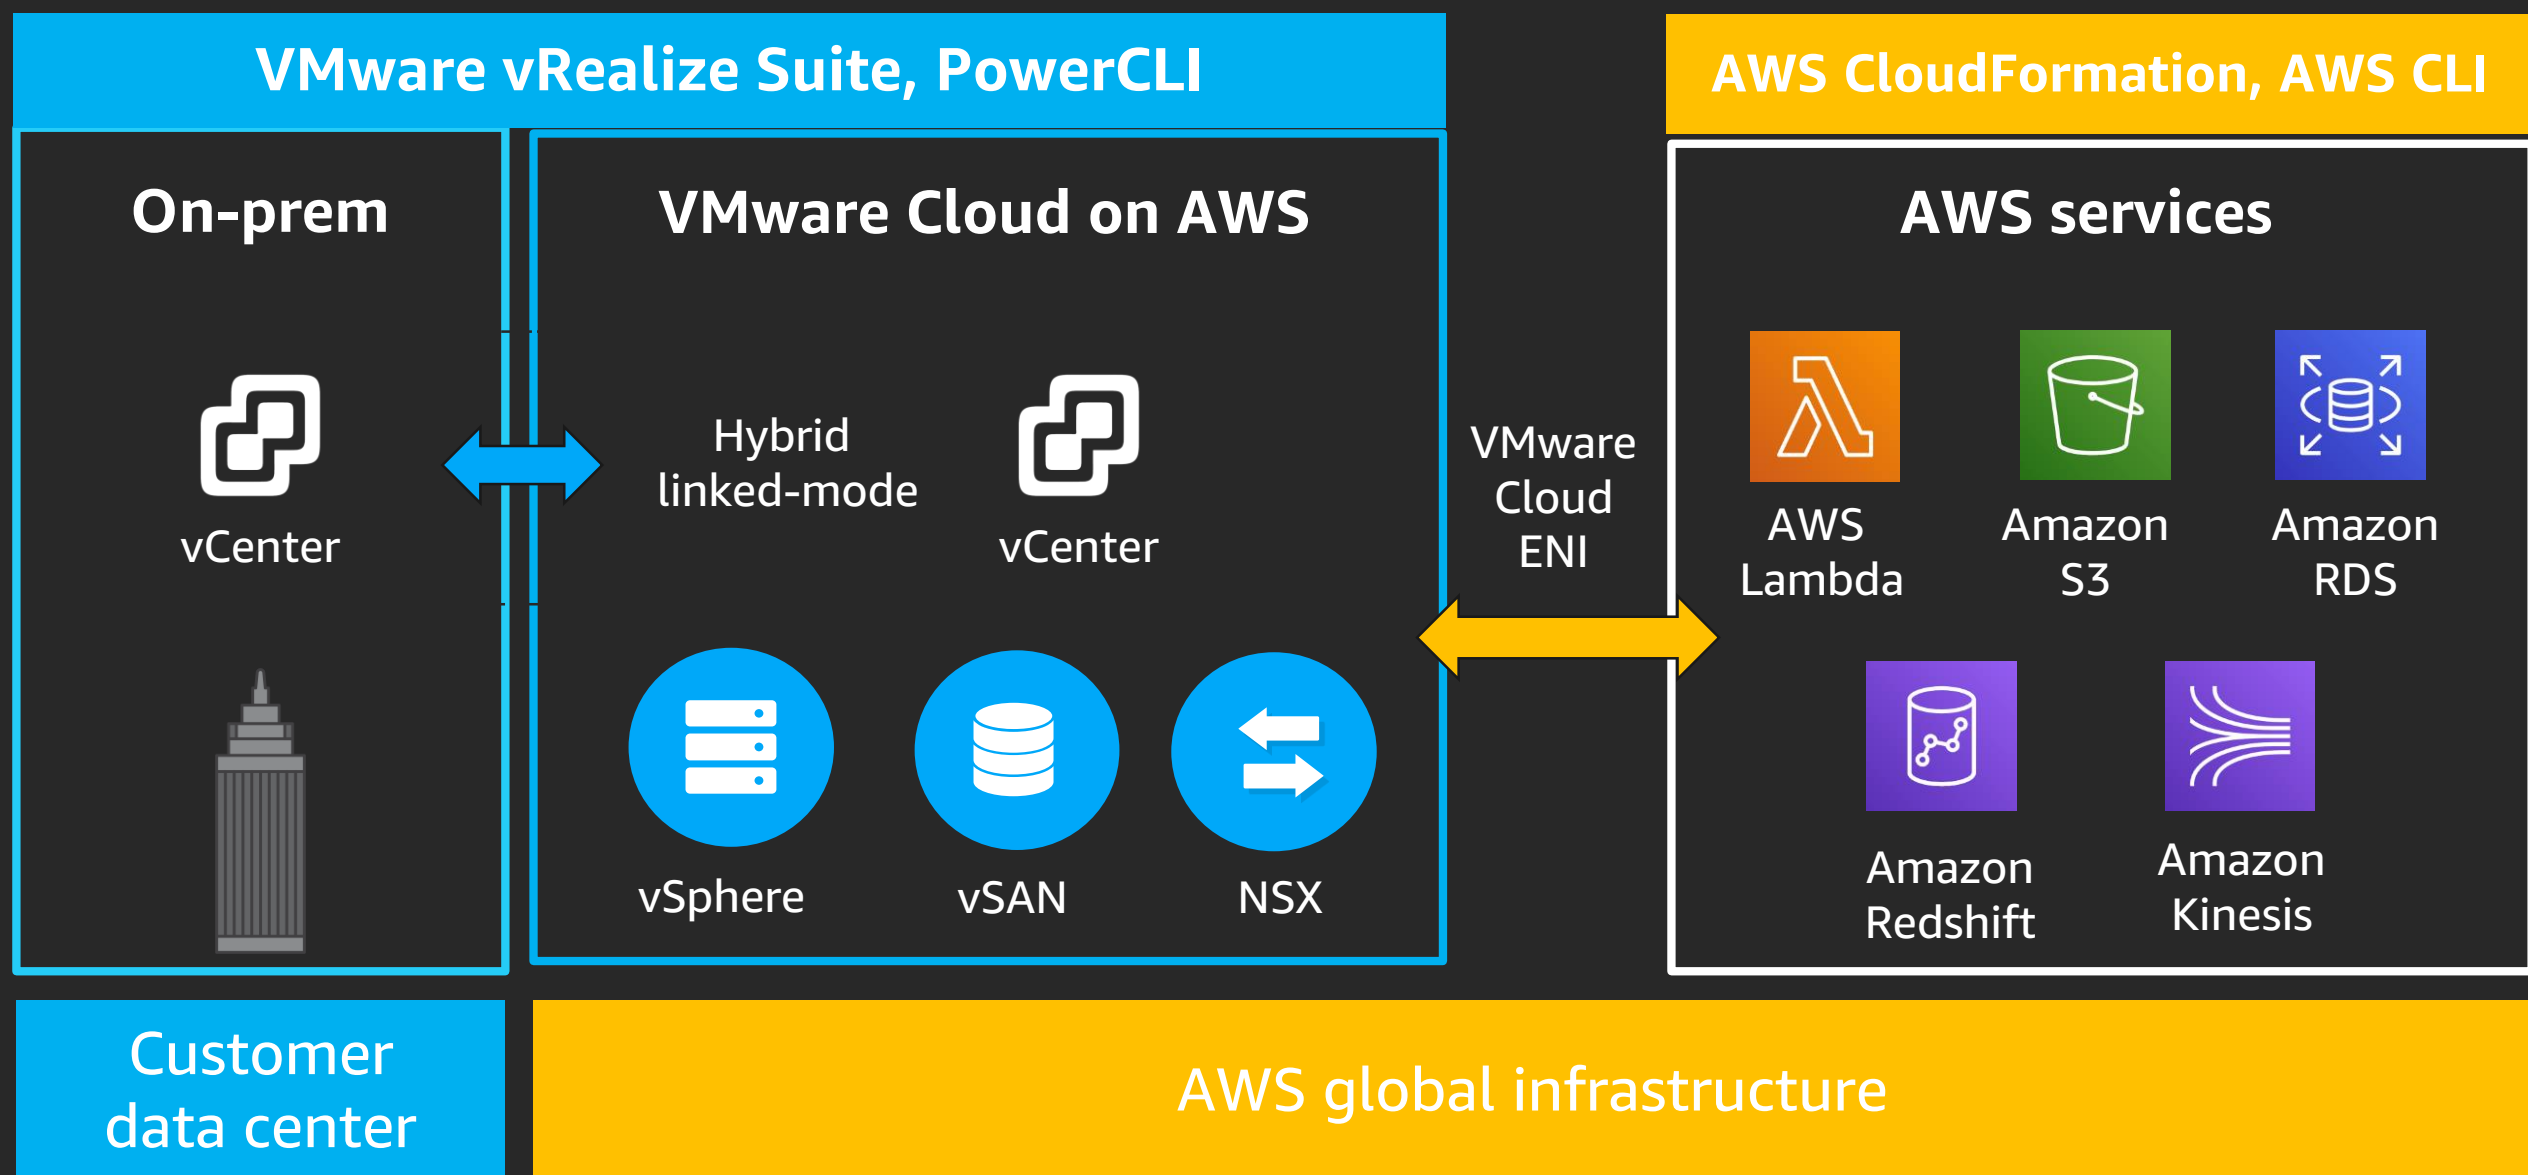 VMware vRealize Suite, PowerCLI
AWS CloudFormation, AWS CLI
On-prem
VMware Cloud on AWS
AWS services
vCenter
Hybrid
linked-mode
vCenter
VMware
Cloud
ENI
AWS
Lambda
Amazon
S3
Amazon
RDS
vSphere
vSAN
NSX
Amazon
Redshift
Amazon
Kinesis
Customer
data center
AWS global infrastructure